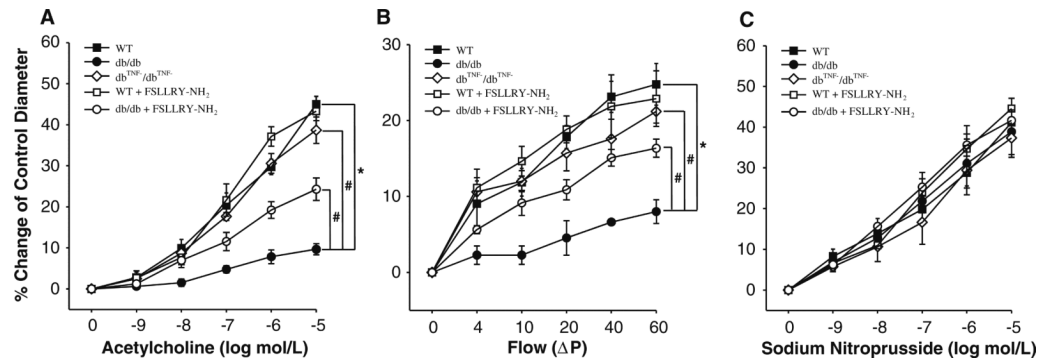 A
% Change of Control Diameter
60
50
40
30
20
10
0
WT
db/db
db^TNF-/db^TNF-
WT + FSLLRY-NH₂
db/db + FSLLRY-NH₂
#
#
*
0 -9 -8 -7 -6 -5
Acetylcholine (log mol/L)
B
30
20
10
0
WT
db/db
db^TNF-/db^TNF-
WT + FSLLRY-NH₂
db/db + FSLLRY-NH₂
#
#
*
0 4 10 20 40 60
Flow (ΔP)
C
60
50
40
30
20
10
0
WT
db/db
db^TNF-/db^TNF-
WT + FSLLRY-NH₂
db/db + FSLLRY-NH₂
0 -9 -8 -7 -6 -5
Sodium Nitroprusside (log mol/L)